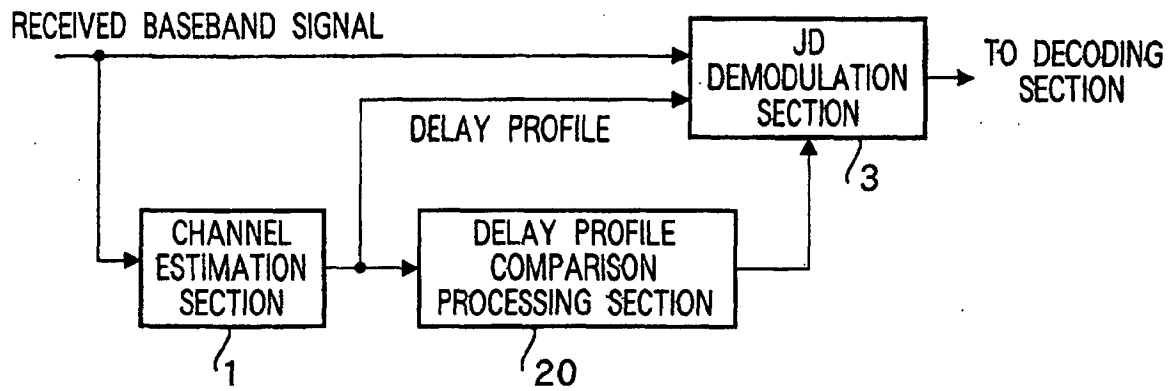 RECEIVED BASEBAND SIGNAL
JD
DEMODULATION
SECTION
TO DECODING
SECTION
DELAY PROFILE
3
CHANNEL
ESTIMATION
SECTION
DELAY PROFILE
COMPARISON
PROCESSING SECTION
1
20